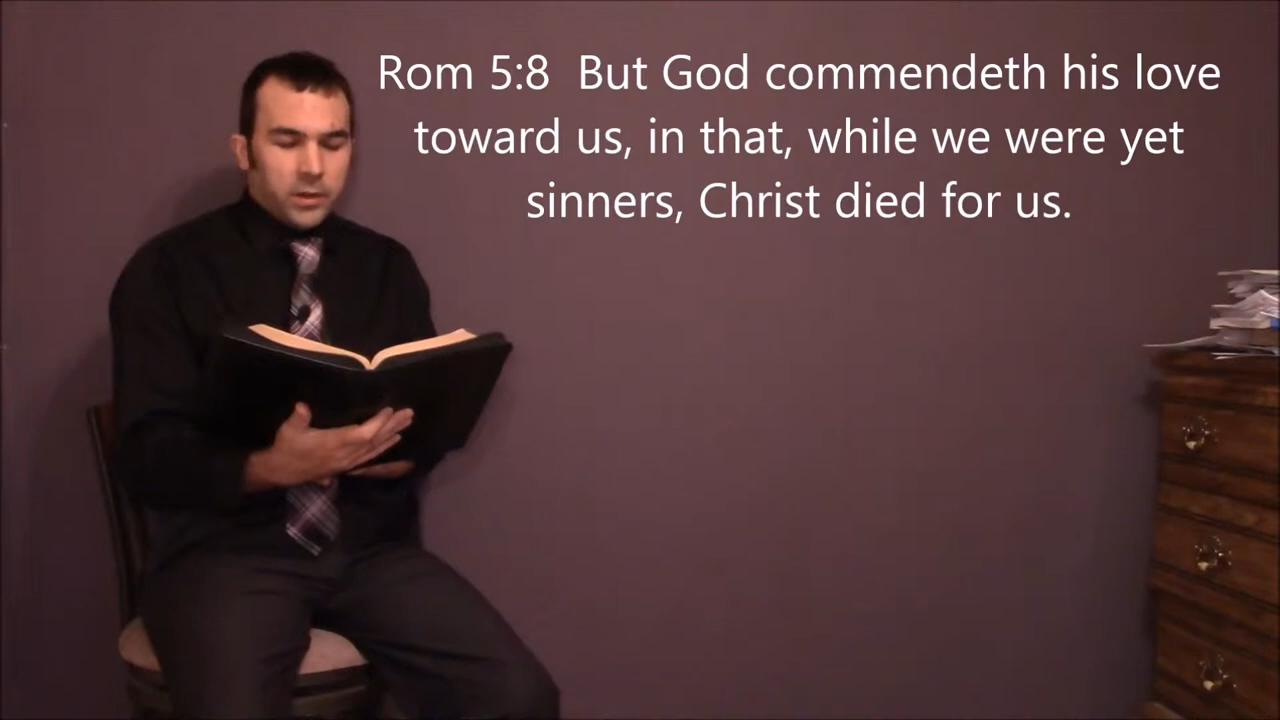 Rom 5:8  But God commendeth his love
toward us, in that, while we were yet
sinners, Christ died for us.